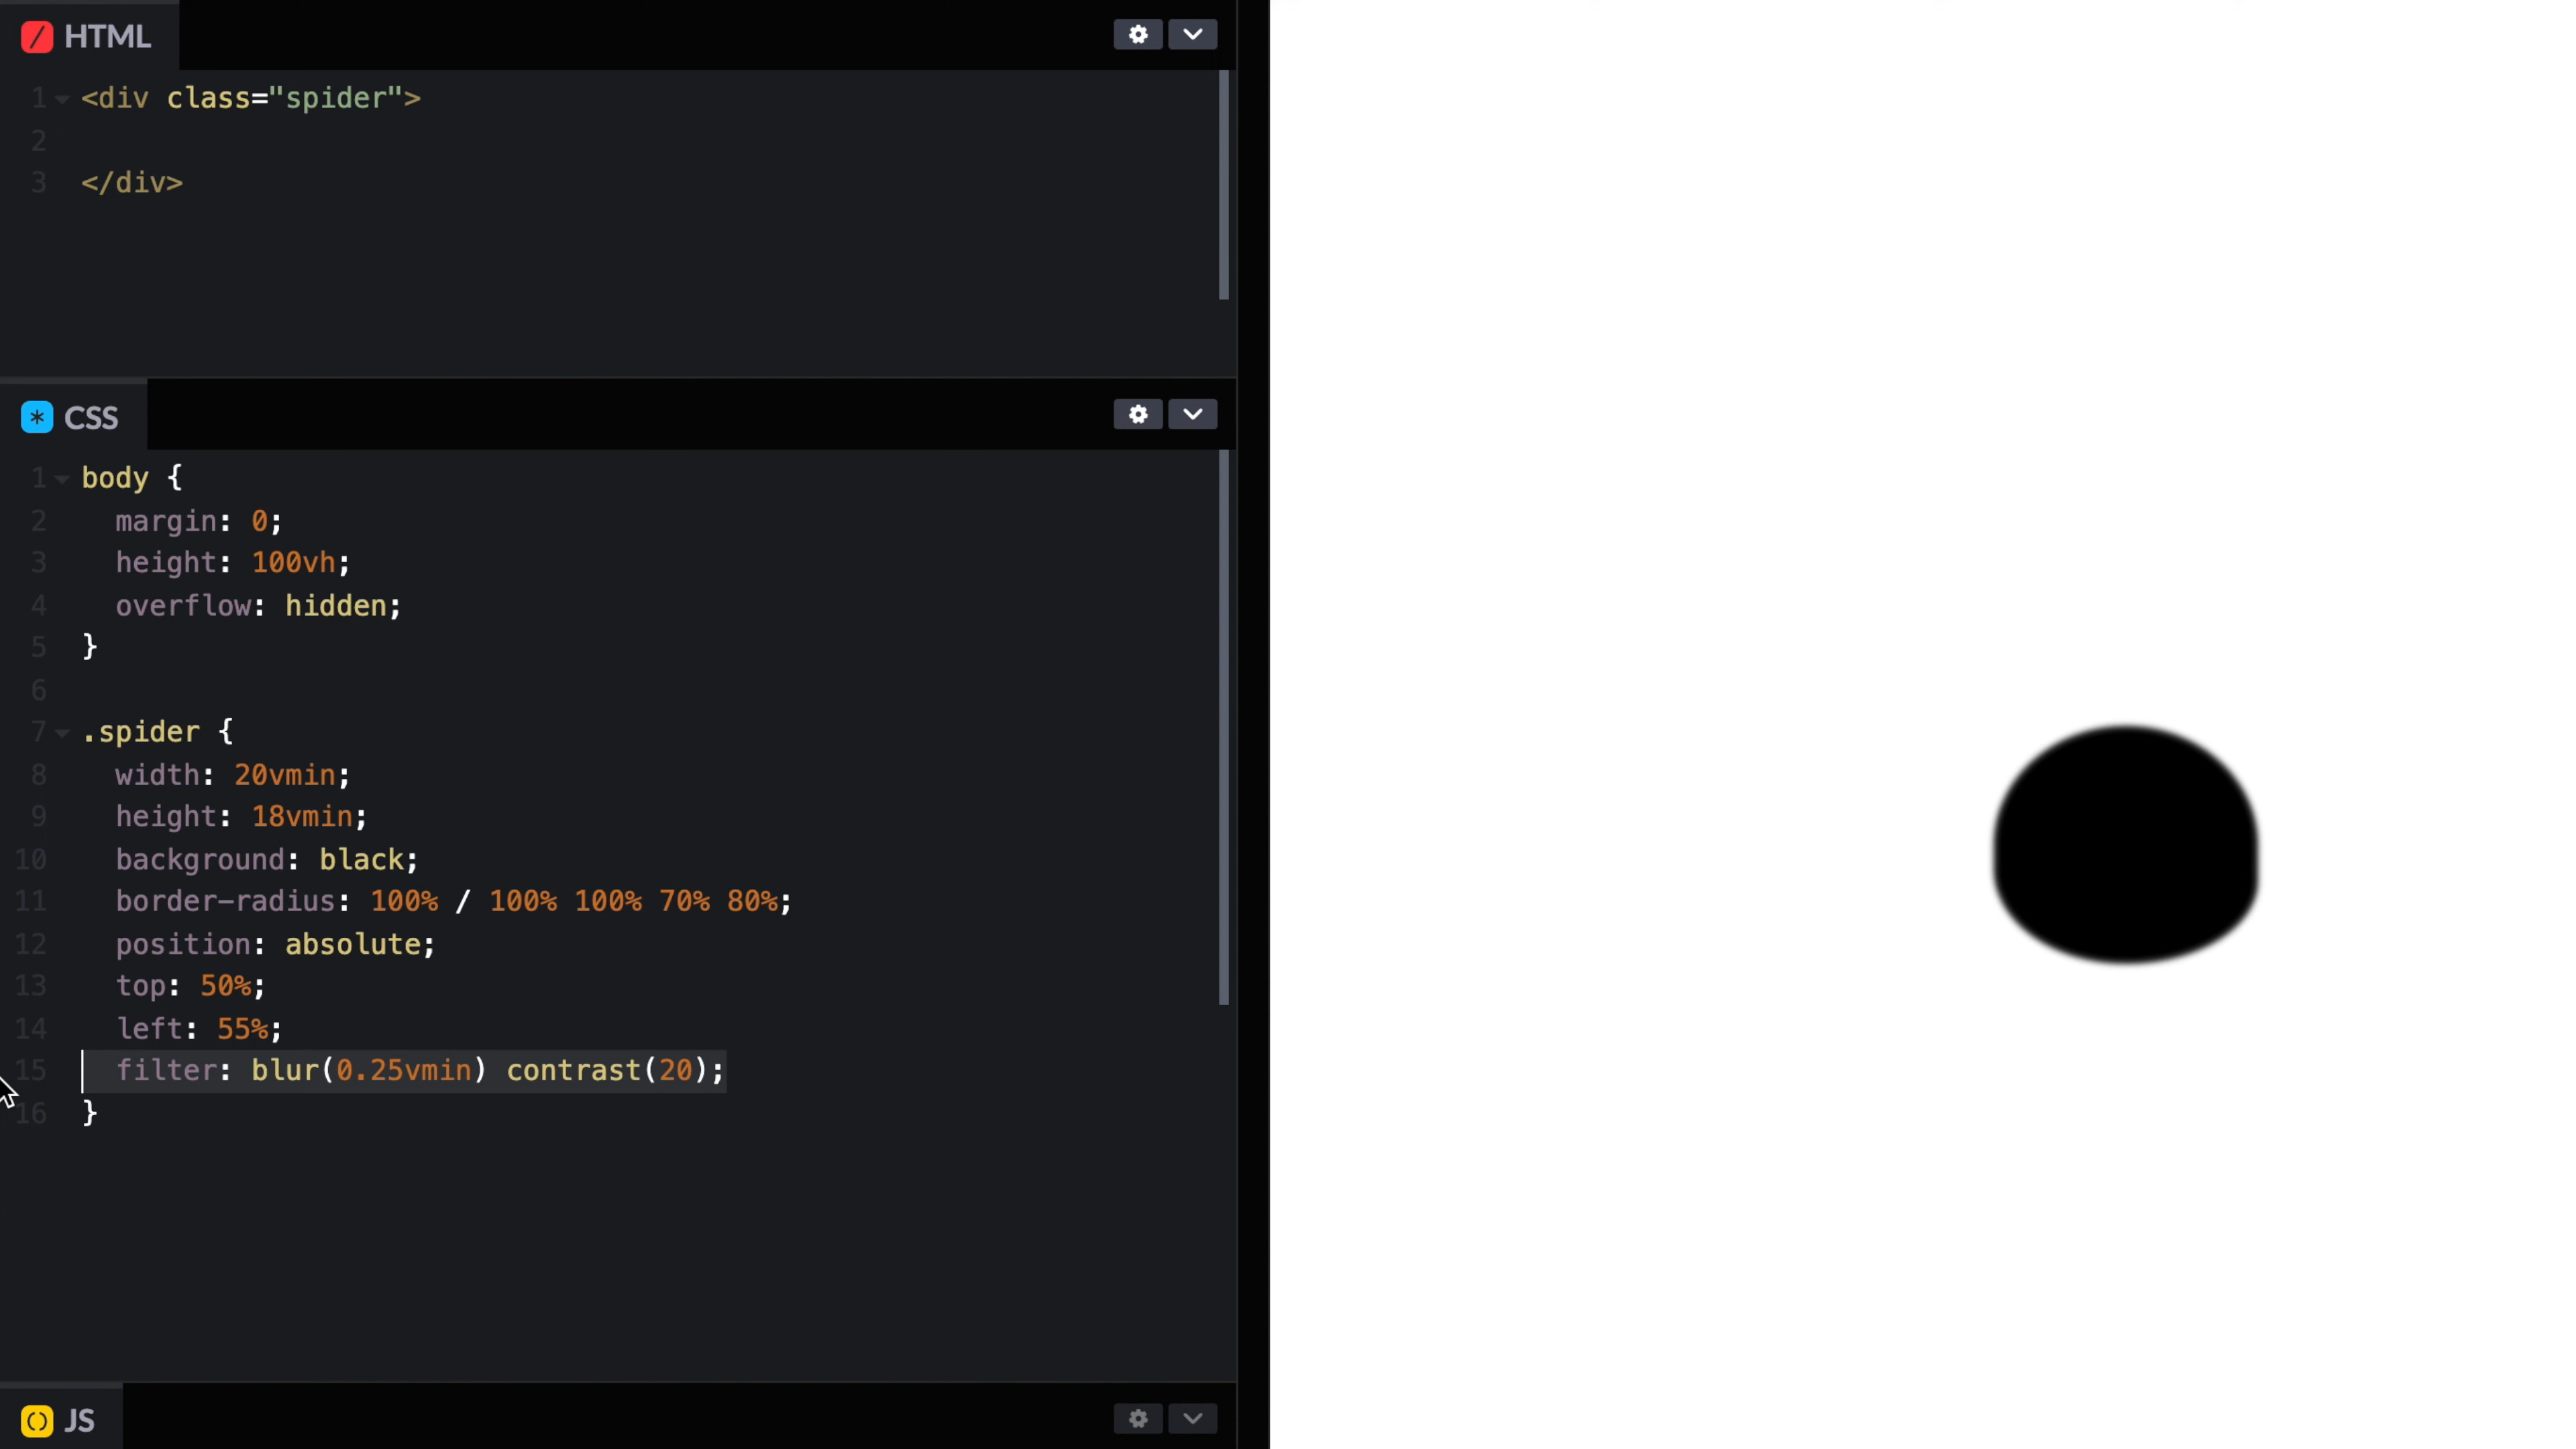 HTML
1 <div class="spider">
2
3 </div>
CSS
1 body {
2 margin: 0;
3 height: 100vh;
4 overflow: hidden;
5 }
6
7 .spider {
8 width: 20vmin;
9 height: 18vmin;
10 background: black;
11 border-radius: 100% / 100% 100% 70% 80%;
12 position: absolute;
13 top: 50%;
14 left: 55%;
15 filter: blur(0.25vmin) contrast(20);
16 }
JS